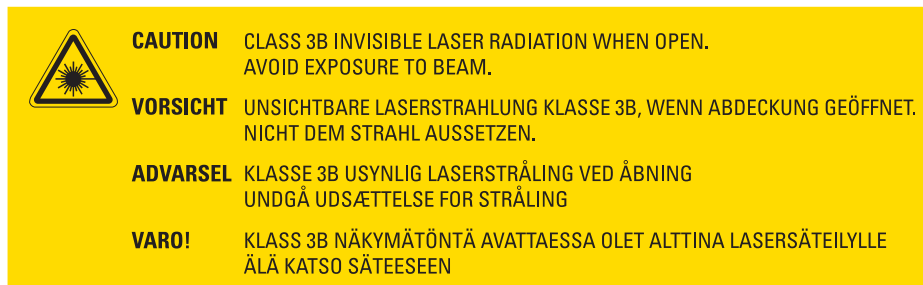 CAUTION CLASS 3B INVISIBLE LASER RADIATION WHEN OPEN.
AVOID EXPOSURE TO BEAM.
VORSICHT UNSICHTBARE LASERSTRAHLUNG KLASSE 3B, WENN ABDECKUNG GEÖFFNET.
NICHT DEM STRAHL AUSSETZEN.
ADVARSEL KLASSE 3B USYNLIG LASERSTRÅLING VED ÅBNING
UNDGÅ UDSÆTTELSE FOR STRÅLING
VARO! KLASS 3B NÄKYMÄTÖNTÄ AVATTAESSA OLET ALTTINA LASERSÄTEILYLLE
ÄLÄ KATSO SÄTEESEEN